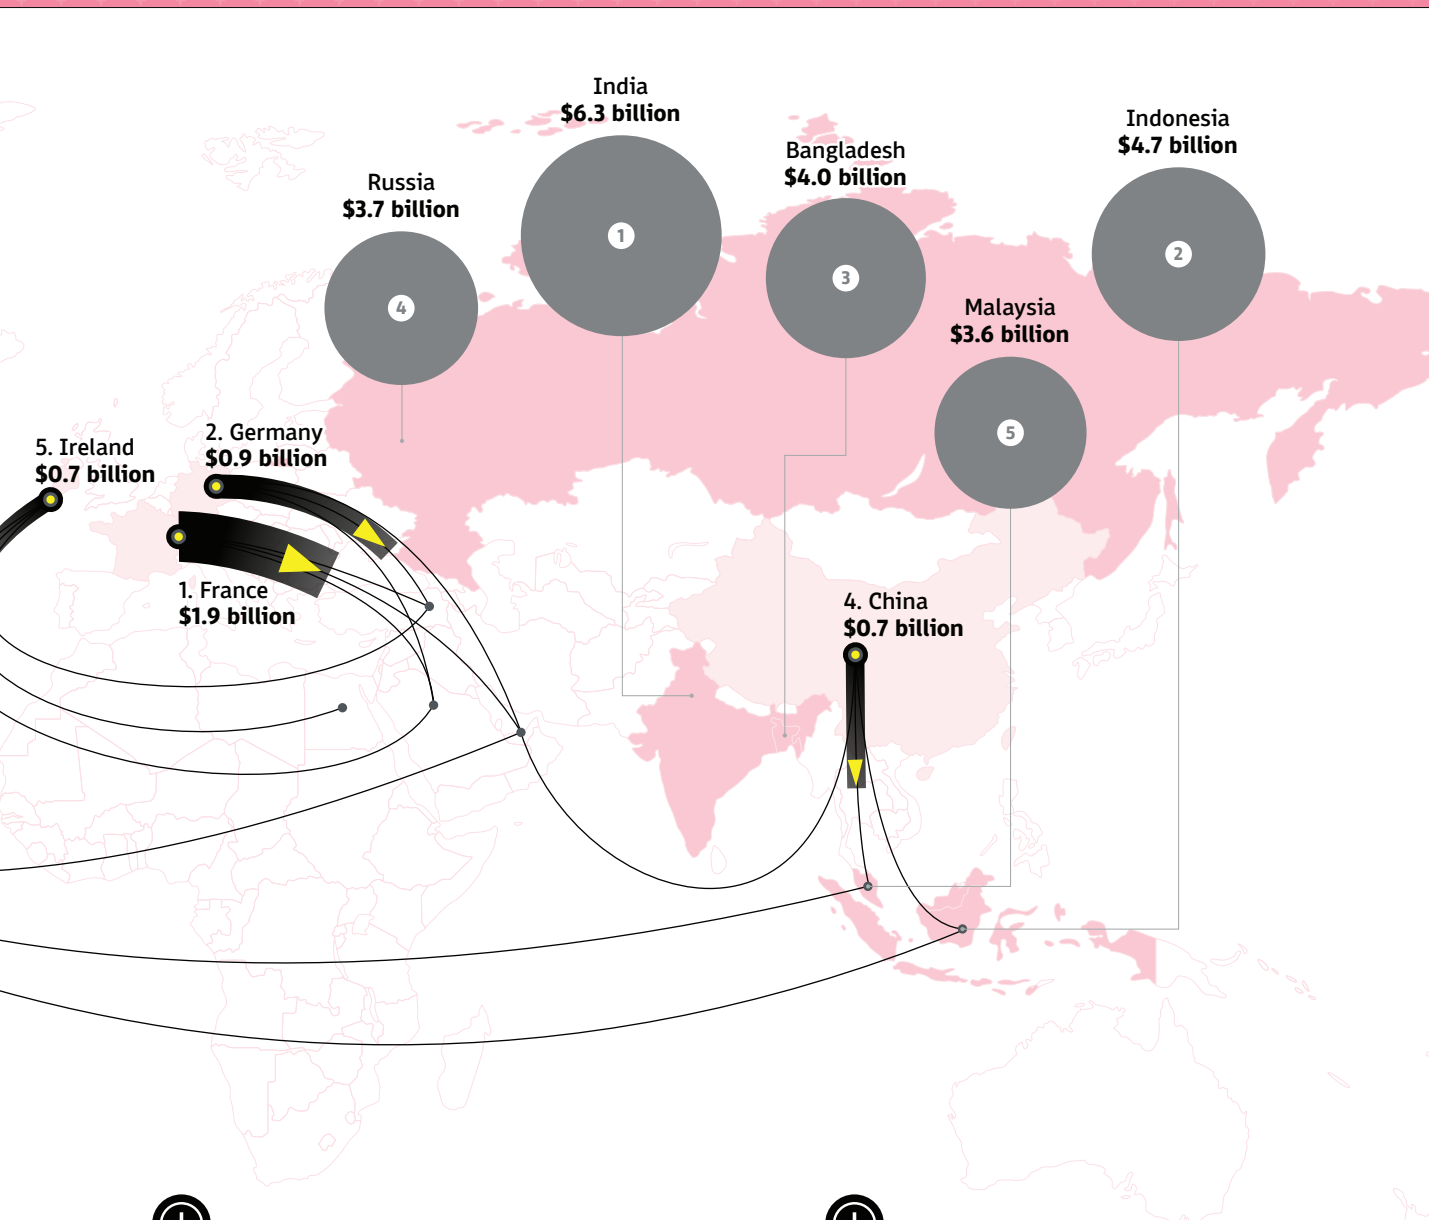 India
$6.3 billion
Indonesia
$4.7 billion
Bangladesh
$4.0 billion
Russia
$3.7 billion
1
2
3
4
Malaysia
$3.6 billion
5
2. Germany
$0.9 billion
5. Ireland
$0.7 billion
1. France
$1.9 billion
4. China
$0.7 billion